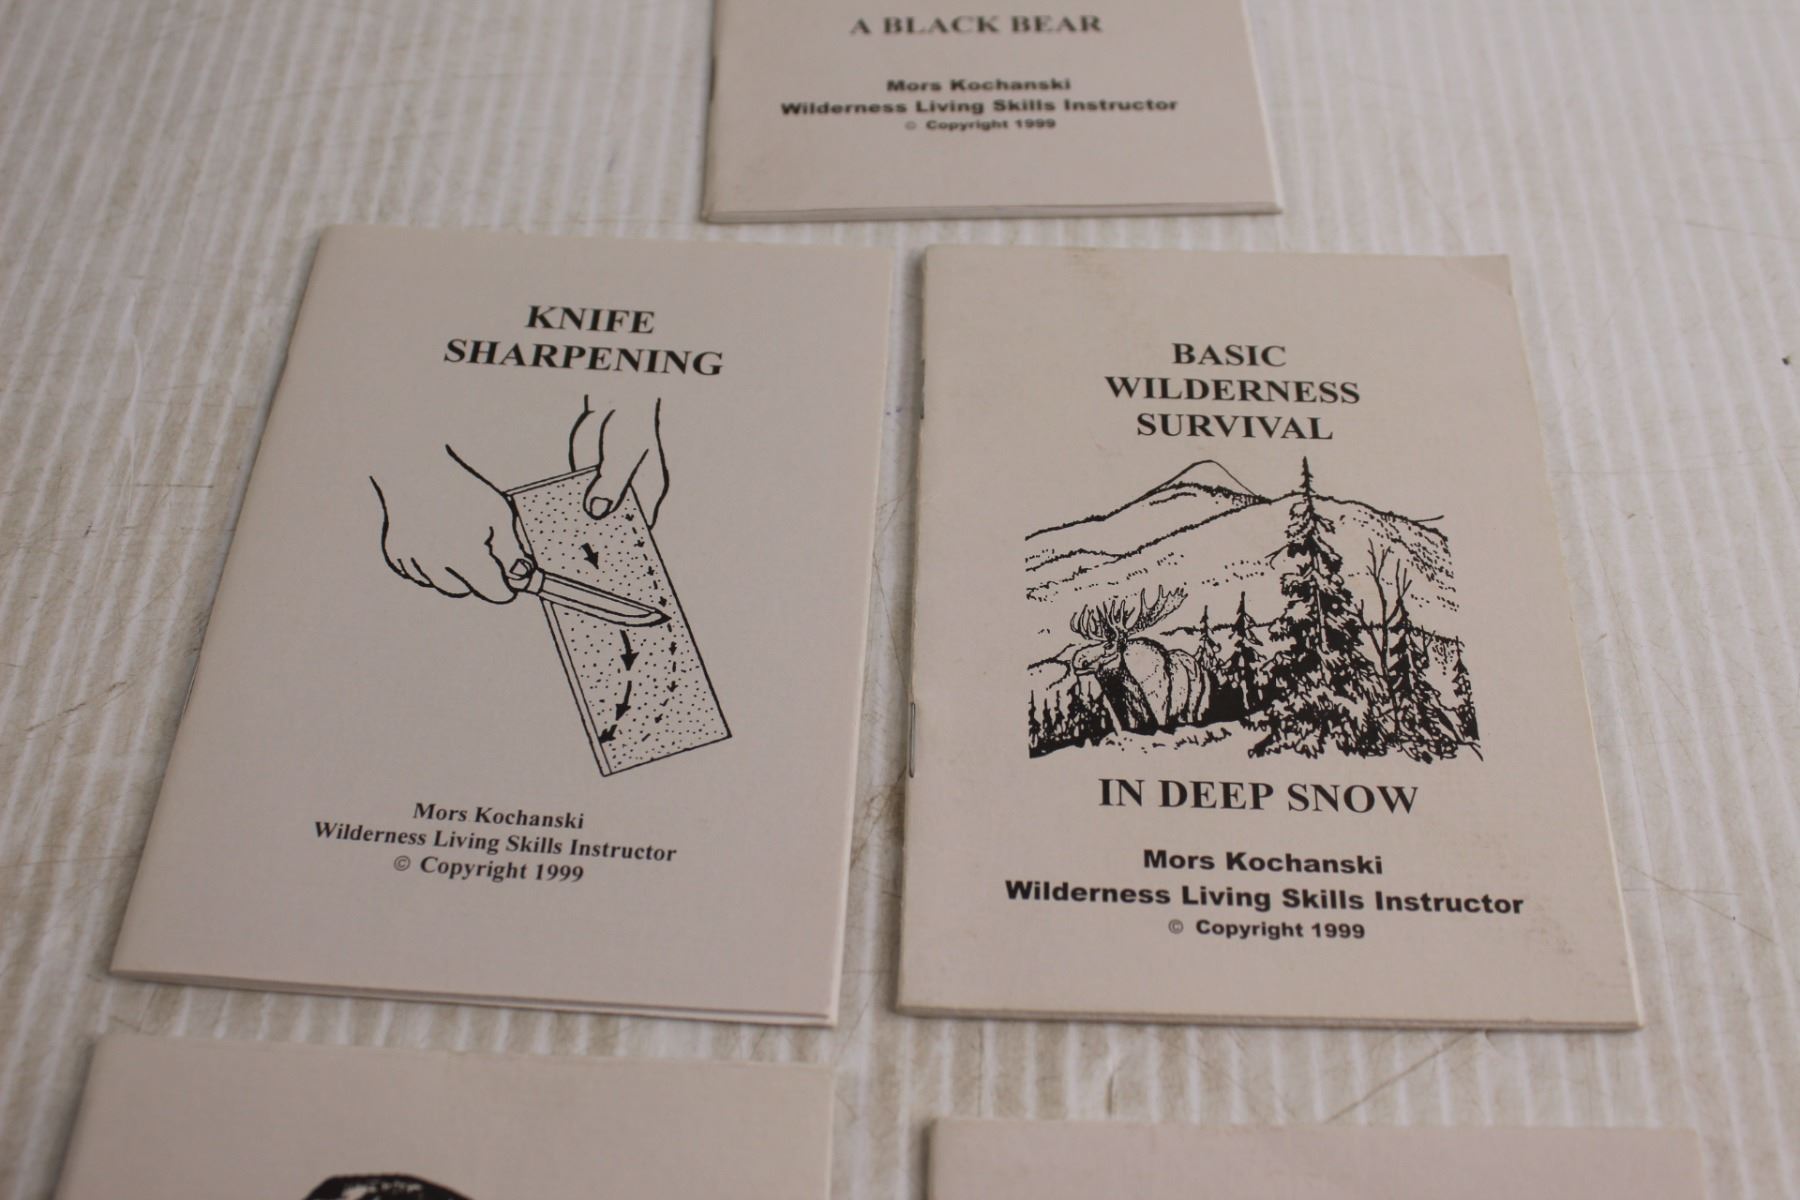 A BLACK BEAR
Mors Kochanski
Wilderness Living Skills Instructor
© Copyright 1999
KNIFE
SHARPENING
Mors Kochanski
Wilderness Living Skills Instructor
© Copyright 1999
BASIC
WILDERNESS
SURVIVAL
IN DEEP SNOW
Mors Kochanski
Wilderness Living Skills Instructor
© Copyright 1999